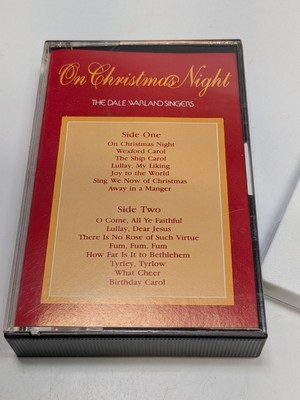 On Christmas Night
THE DALE WARLAND SINGERS
Side One
On Christmas Night
Wexford Carol
The Ship Carol
Lullay, My Liking
Joy to the World
Sing We Now of Christmas
Away in a Manger
Side Two
O Come, All Ye Faithful
Lullay, Dear Jesus
There Is No Rose of Such Virtue
Fum, Fum, Fum
How Far Is It to Bethlehem
Tyrley, Tyrlow
What Cheer
Birthday Carol